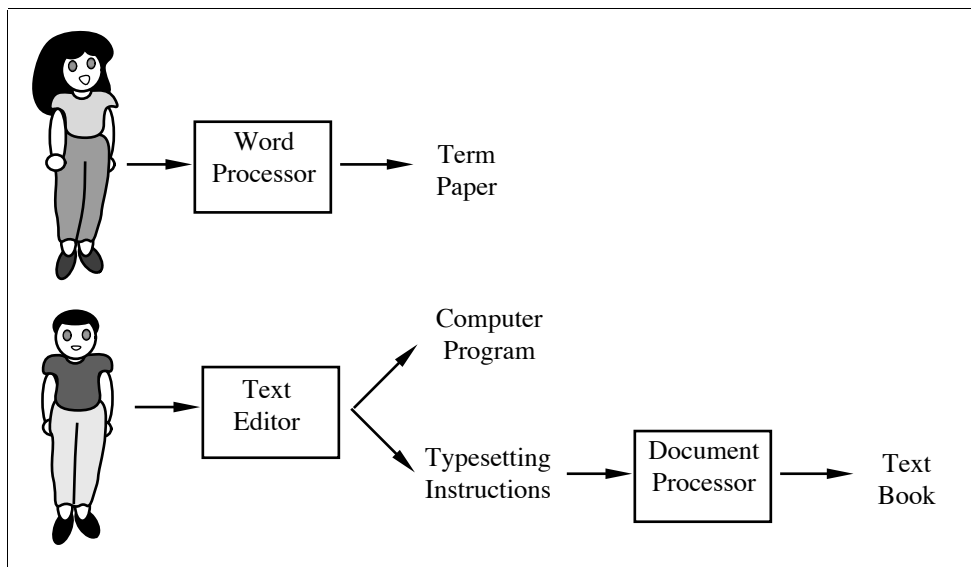 Word
Processor
Term
Paper
Computer
Program
Text
Editor
Typesetting
Instructions
Document
Processor
Text
Book